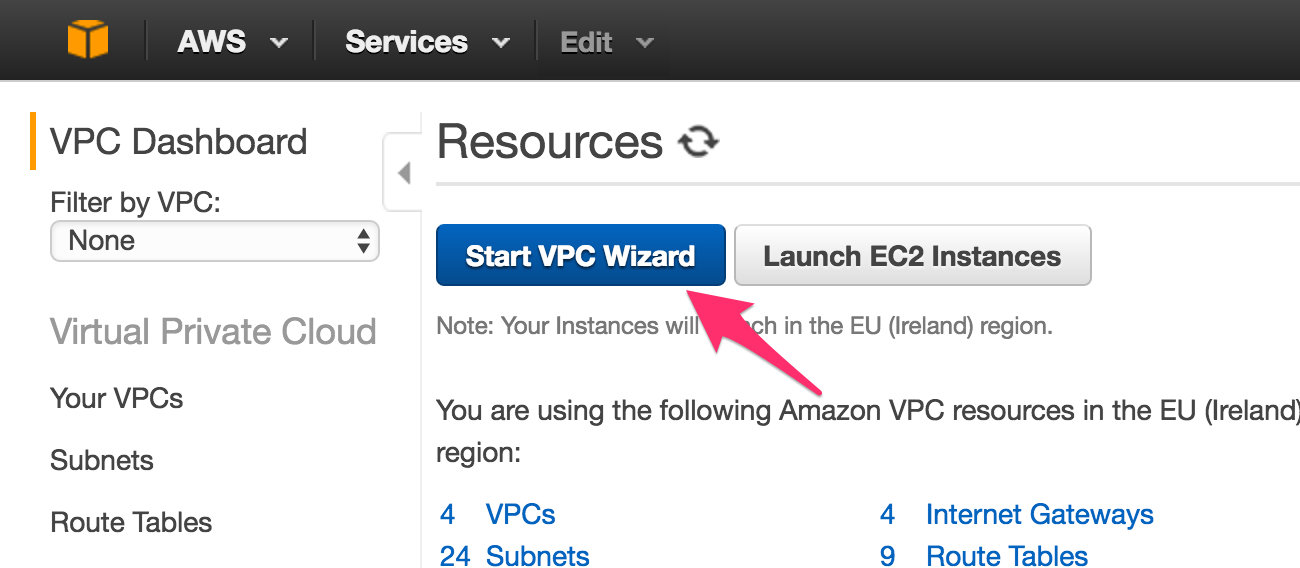 AWS Services Edit
VPC Dashboard
Filter by VPC:
None
Virtual Private Cloud
Your VPCs
Subnets
Route Tables
Resources
Start VPC Wizard Launch EC2 Instances
Note: Your Instances will in the EU (Ireland) region.
You are using the following Amazon VPC resources in the EU (Ireland)
region:
4 VPCs 4 Internet Gateways
24 Subnets 9 Route Tables